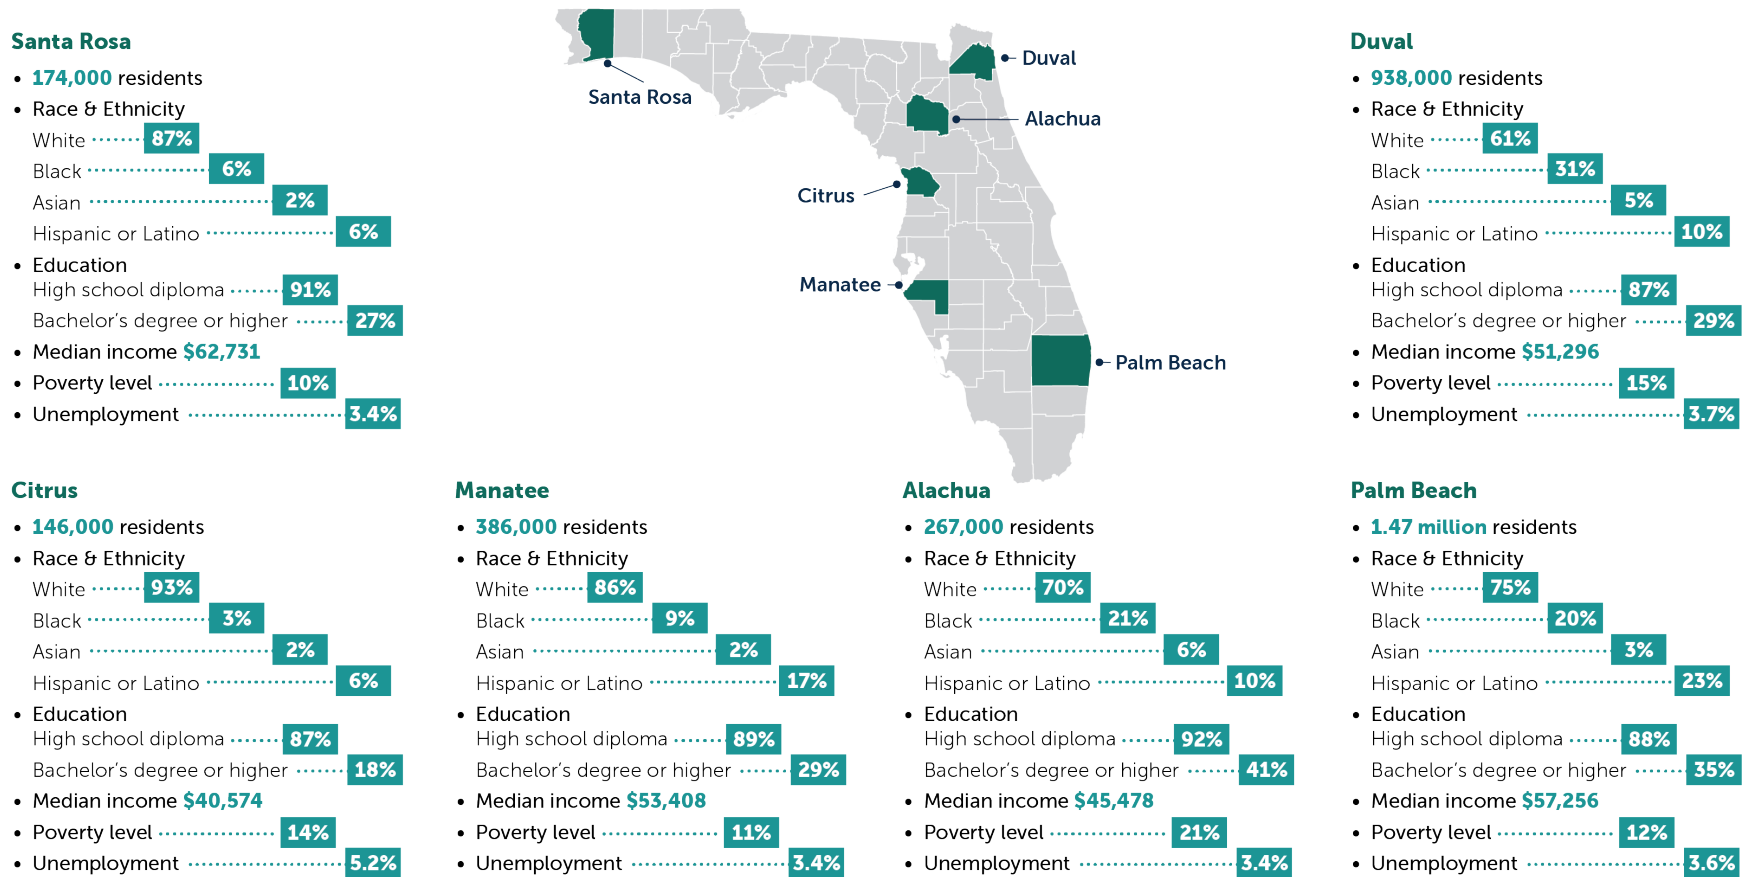 Santa Rosa
• 174,000 residents
• Race & Ethnicity
White 87%
Black 6%
Asian 2%
Hispanic or Latino 6%
• Education
High school diploma 91%
Bachelor’s degree or higher 27%
• Median income $62,731
• Poverty level 10%
• Unemployment 3.4%
Santa Rosa
Duval
Alachua
Citrus
Manatee
Palm Beach
Duval
• 938,000 residents
• Race & Ethnicity
White 61%
Black 31%
Asian 5%
Hispanic or Latino 10%
• Education
High school diploma 87%
Bachelor’s degree or higher 29%
• Median income $51,296
• Poverty level 15%
• Unemployment 3.7%
Citrus
• 146,000 residents
• Race & Ethnicity
White 93%
Black 3%
Asian 2%
Hispanic or Latino 6%
• Education
High school diploma 87%
Bachelor’s degree or higher 18%
• Median income $40,574
• Poverty level 14%
• Unemployment 5.2%
Manatee
• 386,000 residents
• Race & Ethnicity
White 86%
Black 9%
Asian 2%
Hispanic or Latino 17%
• Education
High school diploma 89%
Bachelor’s degree or higher 29%
• Median income $53,408
• Poverty level 11%
• Unemployment 3.4%
Alachua
• 267,000 residents
• Race & Ethnicity
White 70%
Black 21%
Asian 6%
Hispanic or Latino 10%
• Education
High school diploma 92%
Bachelor’s degree or higher 41%
• Median income $45,478
• Poverty level 21%
• Unemployment 3.4%
Palm Beach
• 1.47 million residents
• Race & Ethnicity
White 75%
Black 20%
Asian 3%
Hispanic or Latino 23%
• Education
High school diploma 88%
Bachelor’s degree or higher 35%
• Median income $57,256
• Poverty level 12%
• Unemployment 3.6%